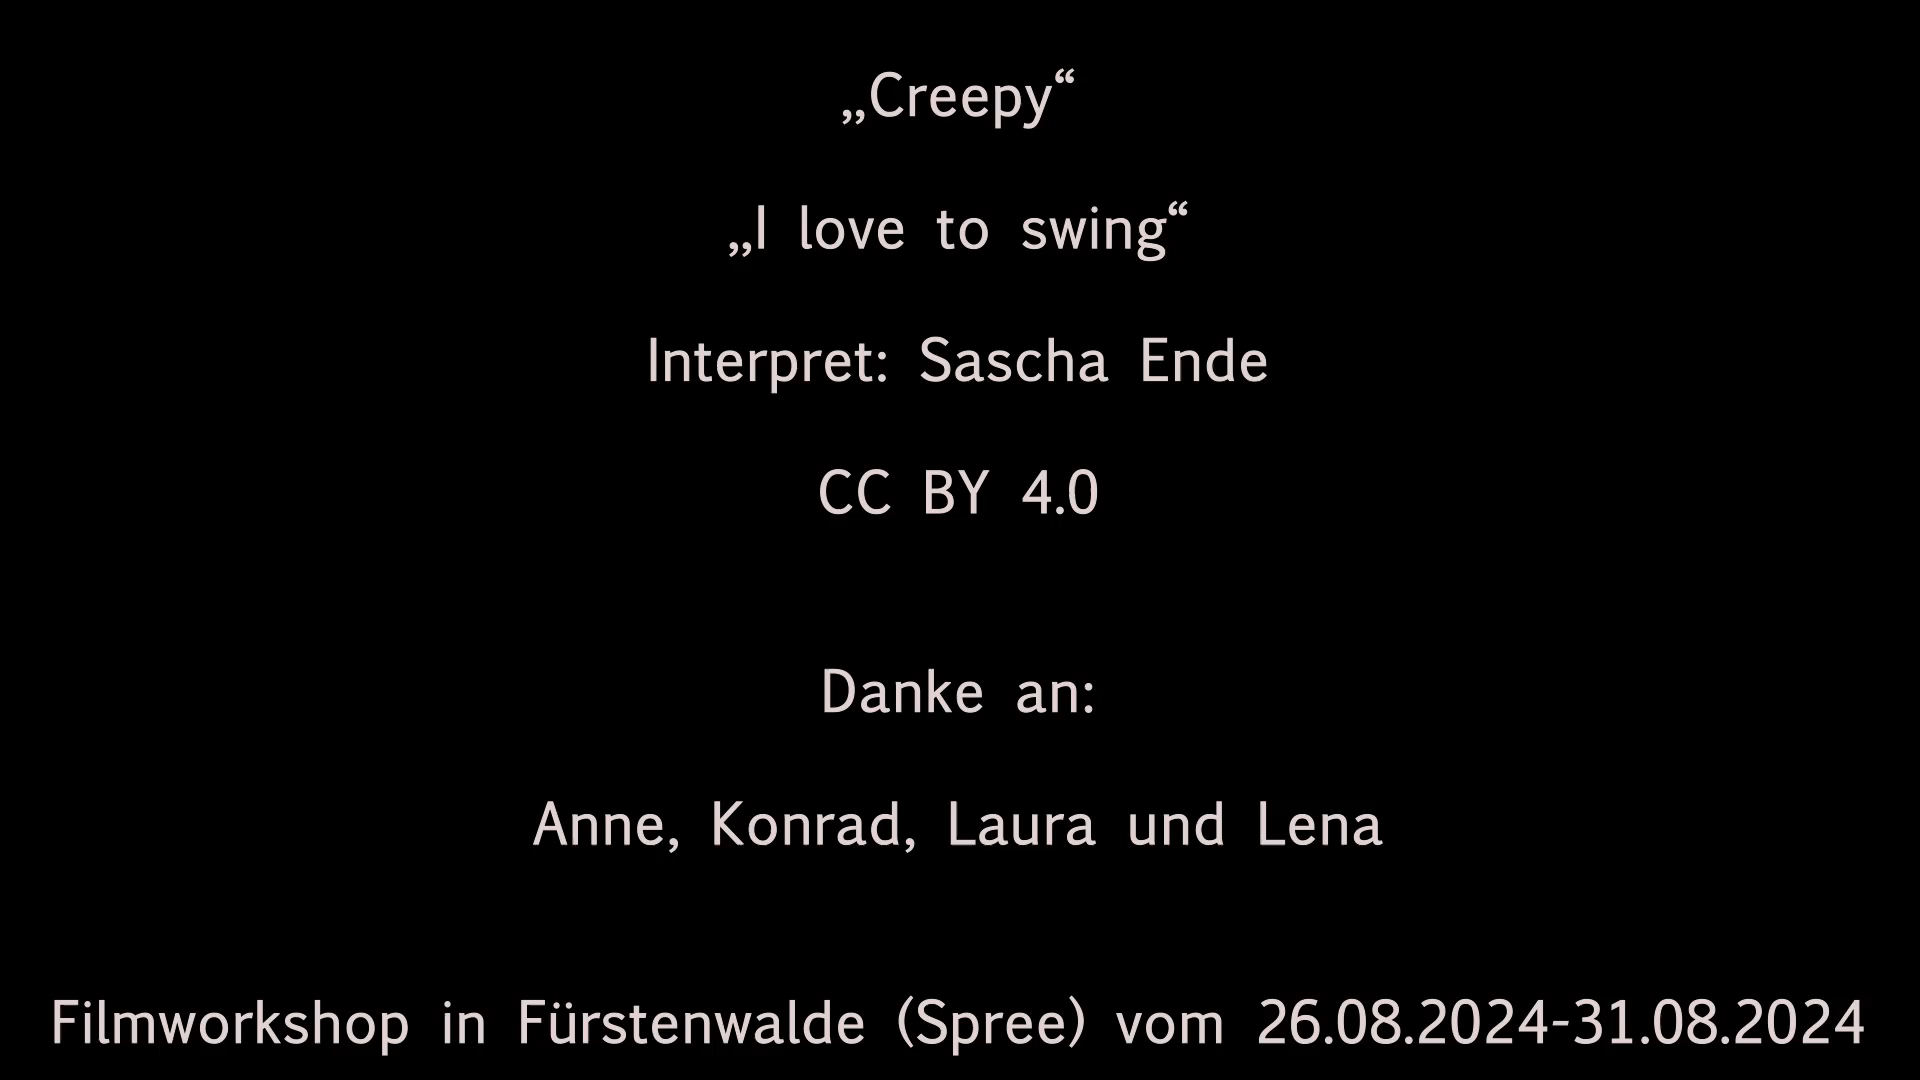 „Creepy“
„I love to swing“
Interpret: Sascha Ende
CC BY 4.0
Danke an:
Anne, Konrad, Laura und Lena
Filmworkshop in Fürstenwalde (Spree) vom 26.08.2024-31.08.2024